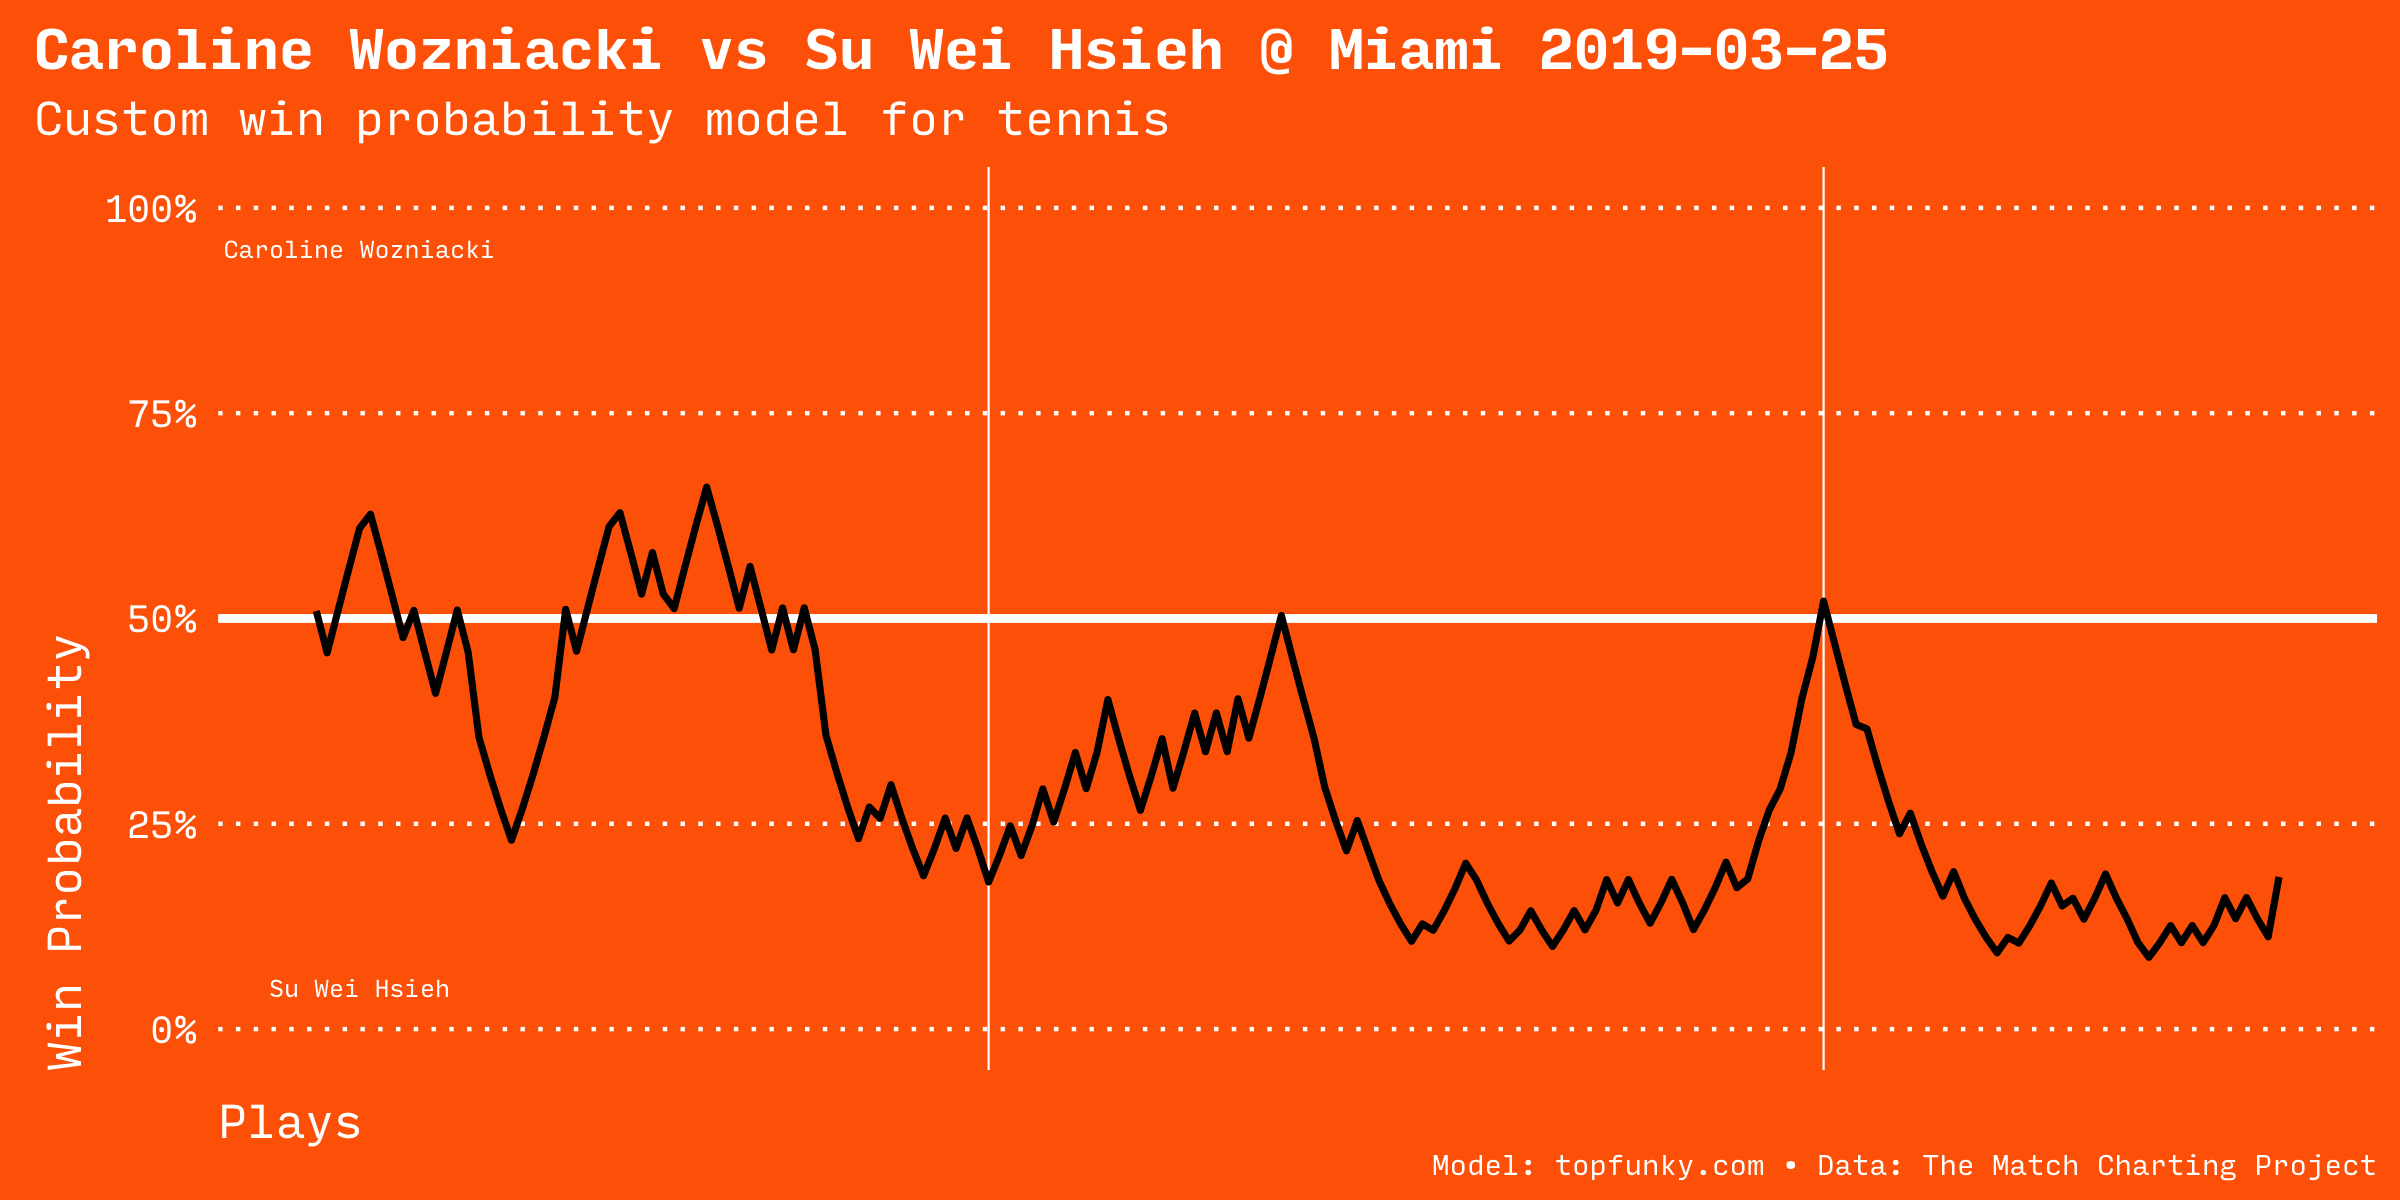 Caroline Wozniacki vs Su Wei Hsieh @ Miami 2019-03-25
Custom win probability model for tennis
100%
Caroline Wozniacki
75%
50%
25%
Su Wei Hsieh
0%
Win Probability
Plays
Model: topfunky.com • Data: The Match Charting Project